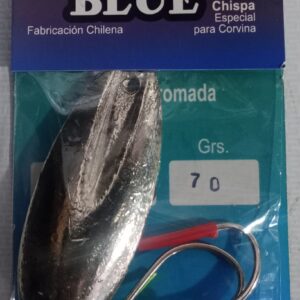 BLUE
Chispa
Especial
para Corvina
Fabricación Chilena
romada
Grs.
70